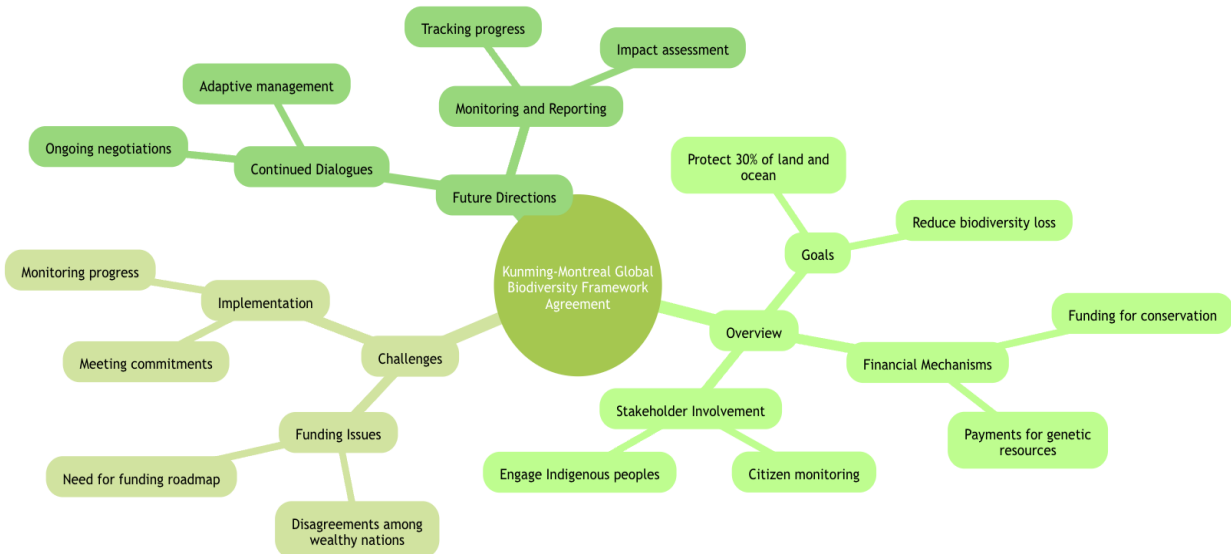 Tracking progress
Impact assessment
Adaptive management
Monitoring and Reporting
Ongoing negotiations
Continued Dialogues
Future Directions
Protect 30% of land and
ocean
Reduce biodiversity loss
Goals
Kunming-Montreal Global
Biodiversity Framework
Agreement
Monitoring progress
Implementation
Meeting commitments
Challenges
Overview
Funding for conservation
Financial Mechanisms
Stakeholder Involvement
Funding Issues
Payments for genetic
resources
Need for funding roadmap
Engage Indigenous peoples
Citizen monitoring
Disagreements among
wealthy nations